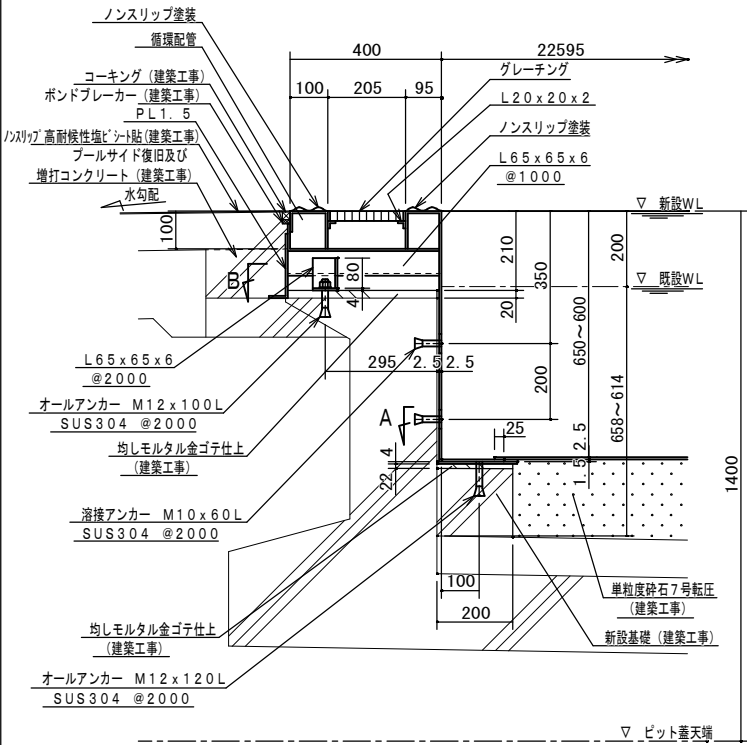 ノンスリップ塗装
循環配管
コーキング (建築工事)
ボンドブレーカー (建築工事)
PL1.5
ノンスリップ 高耐候性塩ビシート貼(建築工事)
プールサイド復旧及び
増打コンクリート (建築工事)
水勾配
400
22595
100
205
95
グレーチング
L20x20x2
ノンスリップ塗装
L65x65x6
@1000
▽ 新設WL
100
B
80
4
210
350
20
200
▽ 既設WL
650~600
L65x65x6
@2000
295
2.5
2.5
200
658~614
オールアンカー M12x100L
SUS304 @2000
A
25
均しモルタル金ゴテ仕上
(建築工事)
4
22
1.5
2.5
1400
溶接アンカー M10x60L
SUS304 @2000
100
200
単粒度砕石7号転圧
(建築工事)
均しモルタル金ゴテ仕上
(建築工事)
新設基礎 (建築工事)
オールアンカー M12x120L
SUS304 @2000
▽ ピット蓋天端